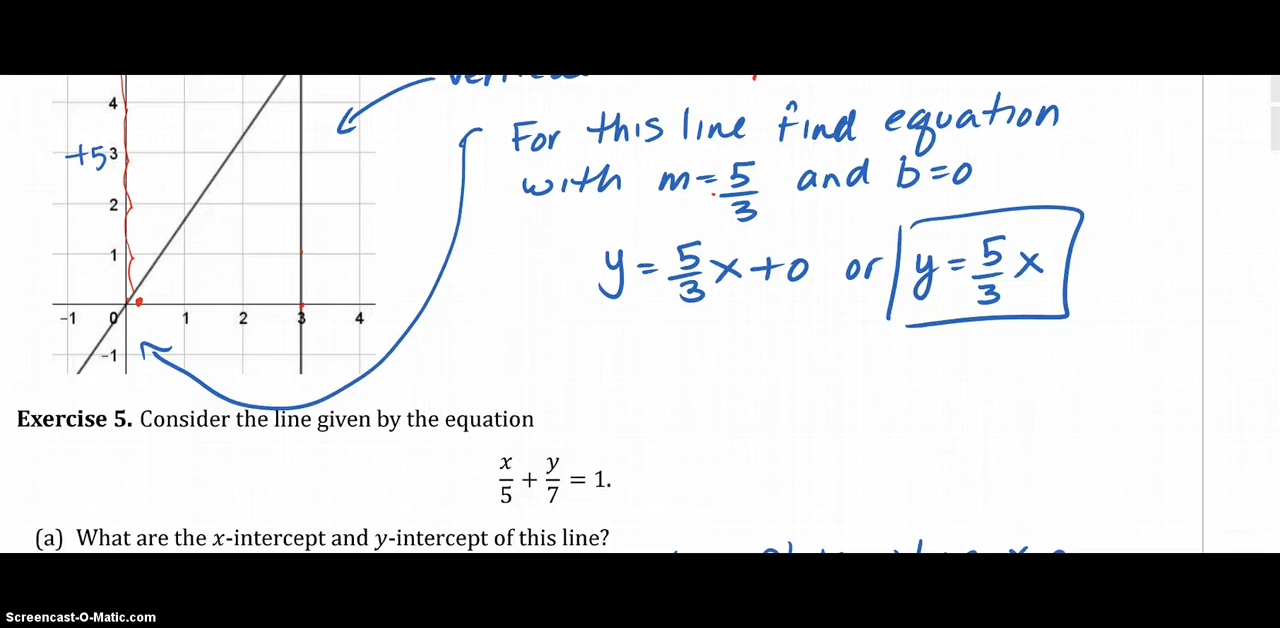 4
+5 3
2
1
-1 0 1 2 3 4
-1
For this line find equation
with m=5/3 and b=0
y=5/3x+0 or y=5/3x
Exercise 5. Consider the line given by the equation
x/5 + y/7 = 1.
(a) What are the x-intercept and y-intercept of this line?
Screencast-O-Matic.com